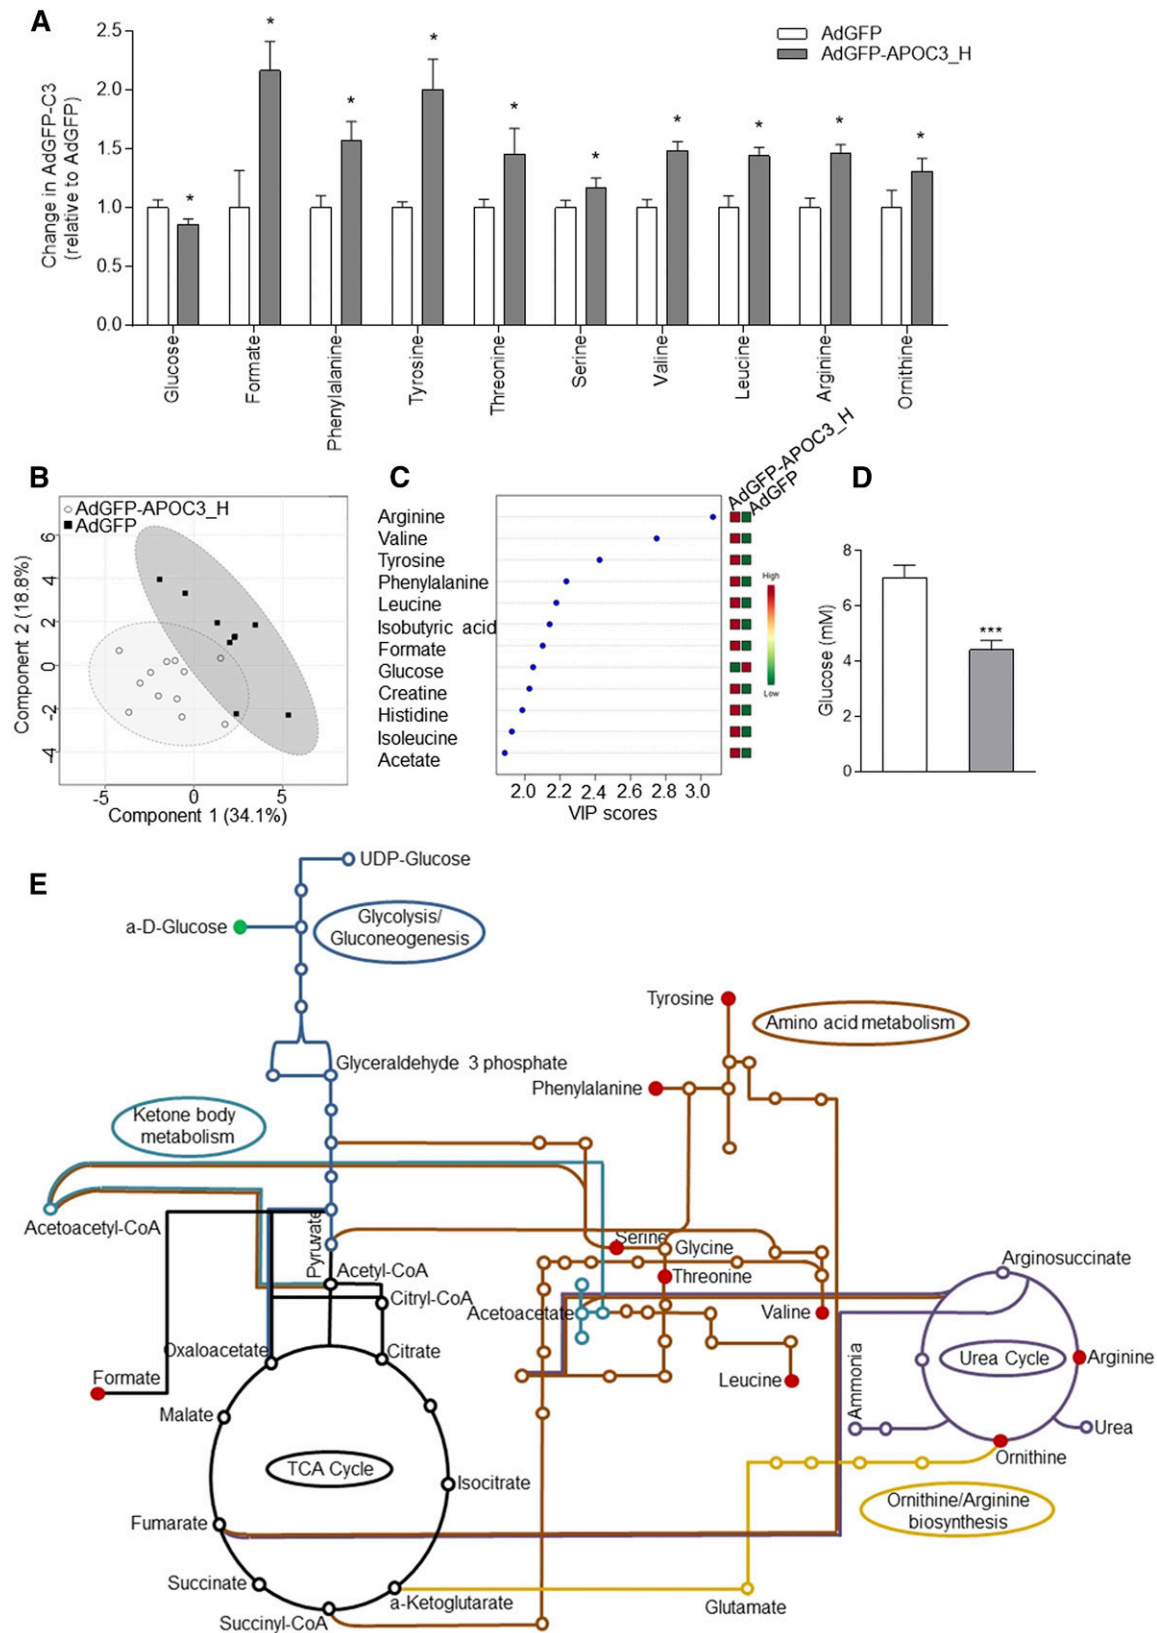 A
2.5
2.0
1.5
1.0
0.5
0.0
Change in AdGFP-C3
(relative to AdGFP)
AdGFP
AdGFP-APOC3_H
*
*
*
*
*
*
*
*
*
*
Glucose
Formate
Phenylalanine
Tyrosine
Threonine
Serine
Valine
Leucine
Arginine
Ornithine
B
AdGFP-APOC3_H
AdGFP
Component 2 (18.8%)
6
4
2
0
-2
-4
-5
0
5
Component 1 (34.1%)
C
AdGFP-APOC3_H
AdGFP
Arginine
Valine
Tyrosine
Phenylalanine
Leucine
Isobutyric acid
Formate
Glucose
Creatine
Histidine
Isoleucine
Acetate
2.0 2.2 2.4 2.6 2.8 3.0
VIP scores
High
Low
D
Glucose (mM)
8
6
4
2
0
***
E
UDP-Glucose
a-D-Glucose
Glycolysis/
Gluconeogenesis
Tyrosine
Amino acid metabolism
Glyceraldehyde 3 phosphate
Phenylalanine
Ketone body
metabolism
Acetoacetyl-CoA
Pyruvate
Serine
Glycine
Arginosuccinate
Acetyl-CoA
Threonine
Citryl-CoA
Acetoacetate
Valine
Oxaloacetate
Citrate
Urea Cycle
Arginine
Formate
Leucine
Ammonia
Malate
Urea
Ornithine
TCA Cycle
Isocitrate
Ornithine/Arginine
biosynthesis
Fumarate
Succinate
a-Ketoglutarate
Glutamate
Succinyl-CoA